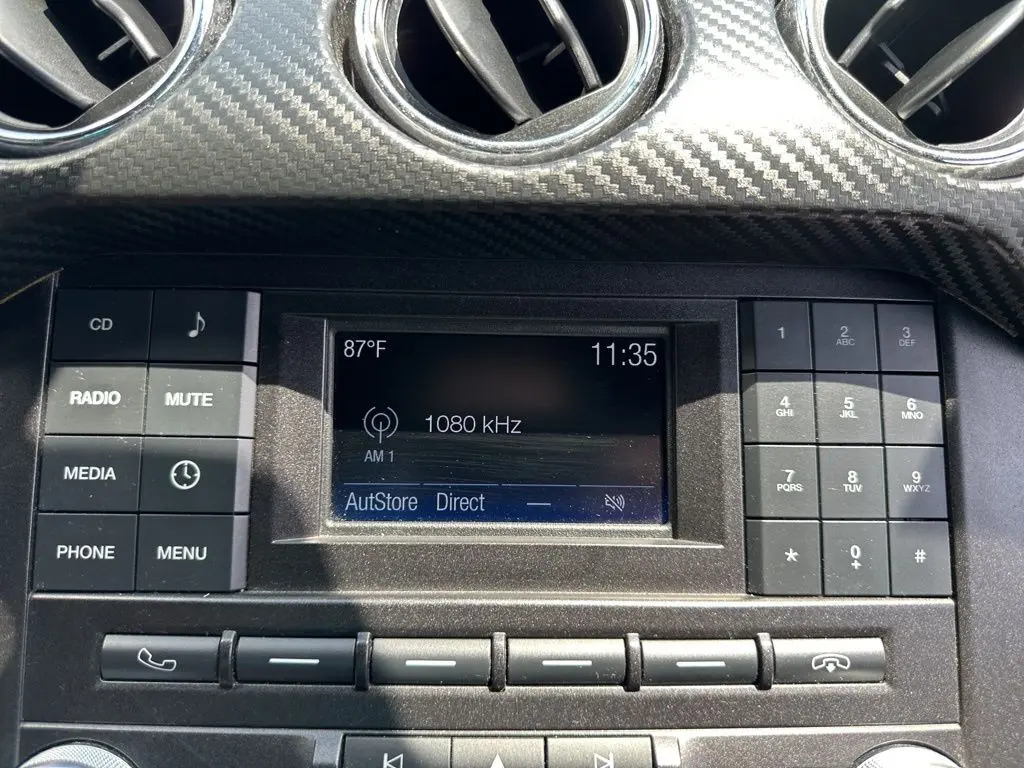 CD
RADIO MUTE
MEDIA
PHONE MENU
87°F 11:35
1080 kHz
AM 1
AutStore Direct —
1 2 3
ABC DEF
4 5 6
GHI JKL MNO
7 8 9
PQRS TUV WXYZ
* 0 #
+